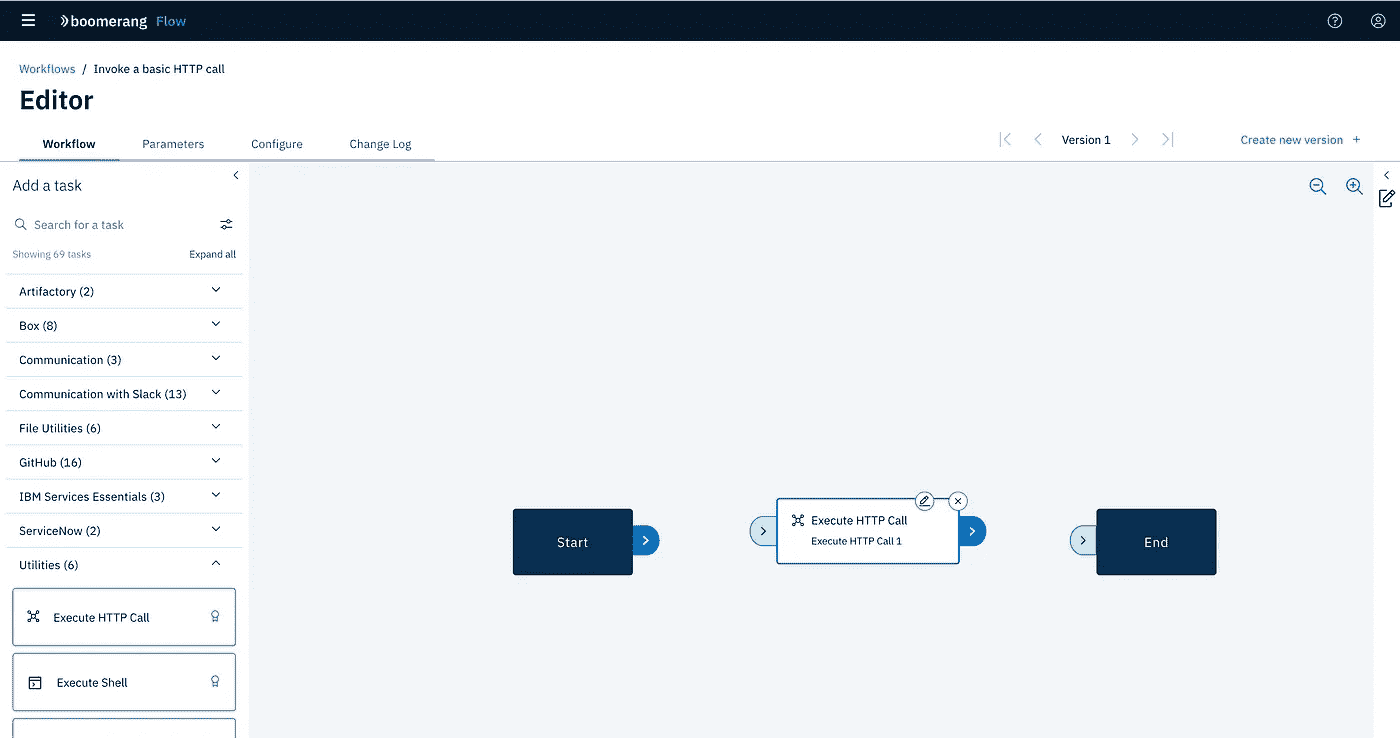 boomerang Flow
Workflows / Invoke a basic HTTP call
Editor
Workflow Parameters Configure Change Log
Version 1
Create new version +
Add a task
Search for a task
Showing 69 tasks Expand all
Artifactory (2)
Box (8)
Communication (3)
Communication with Slack (13)
File Utilities (6)
GitHub (16)
IBM Services Essentials (3)
ServiceNow (2)
Utilities (6)
Execute HTTP Call
Execute Shell
Start
Execute HTTP Call
Execute HTTP Call 1
End